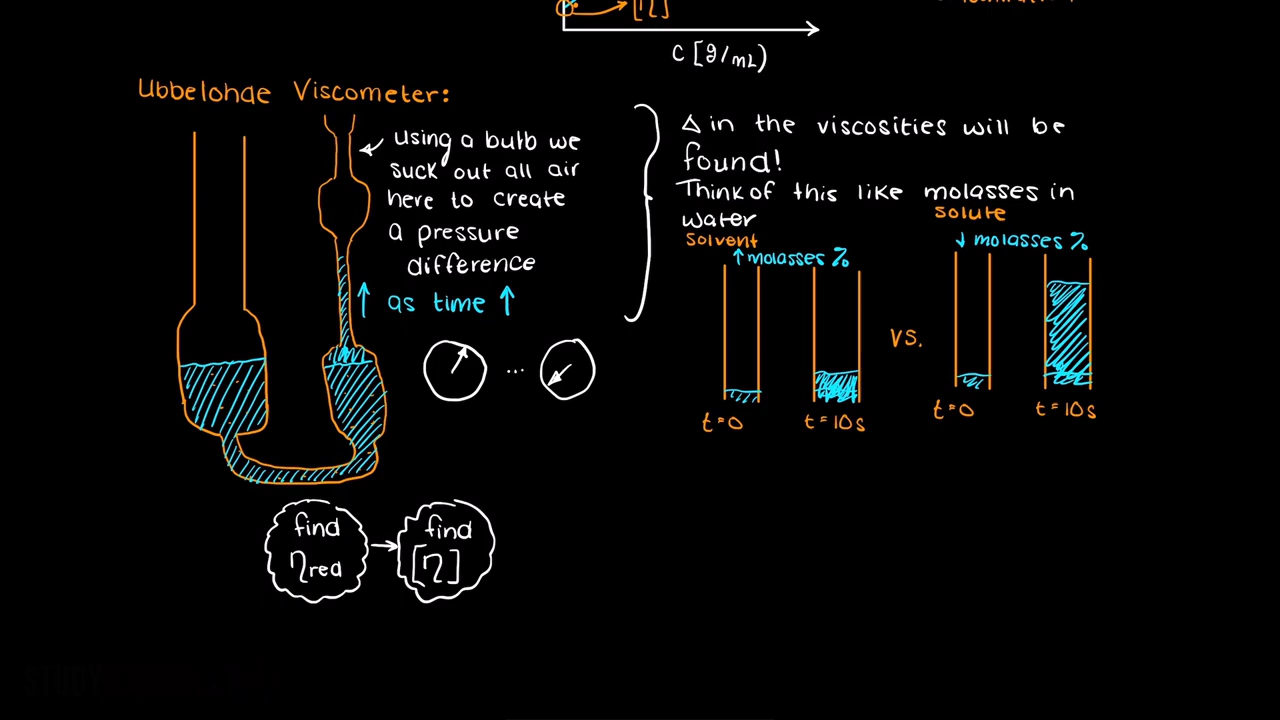 [η]
C [g/mL)
Ubbelohde Viscometer:
using a bulb we
suck out all air
here to create
a pressure
difference
↑ as time ↑
...
find
ηred
→
find
[η]
Δ in the viscosities will be
found!
Think of this like molasses in
water
Solvent
↑ molasses %
t=0
t=10s
vs.
Solute
↓ molasses %
t=0
t=10s
STUDY